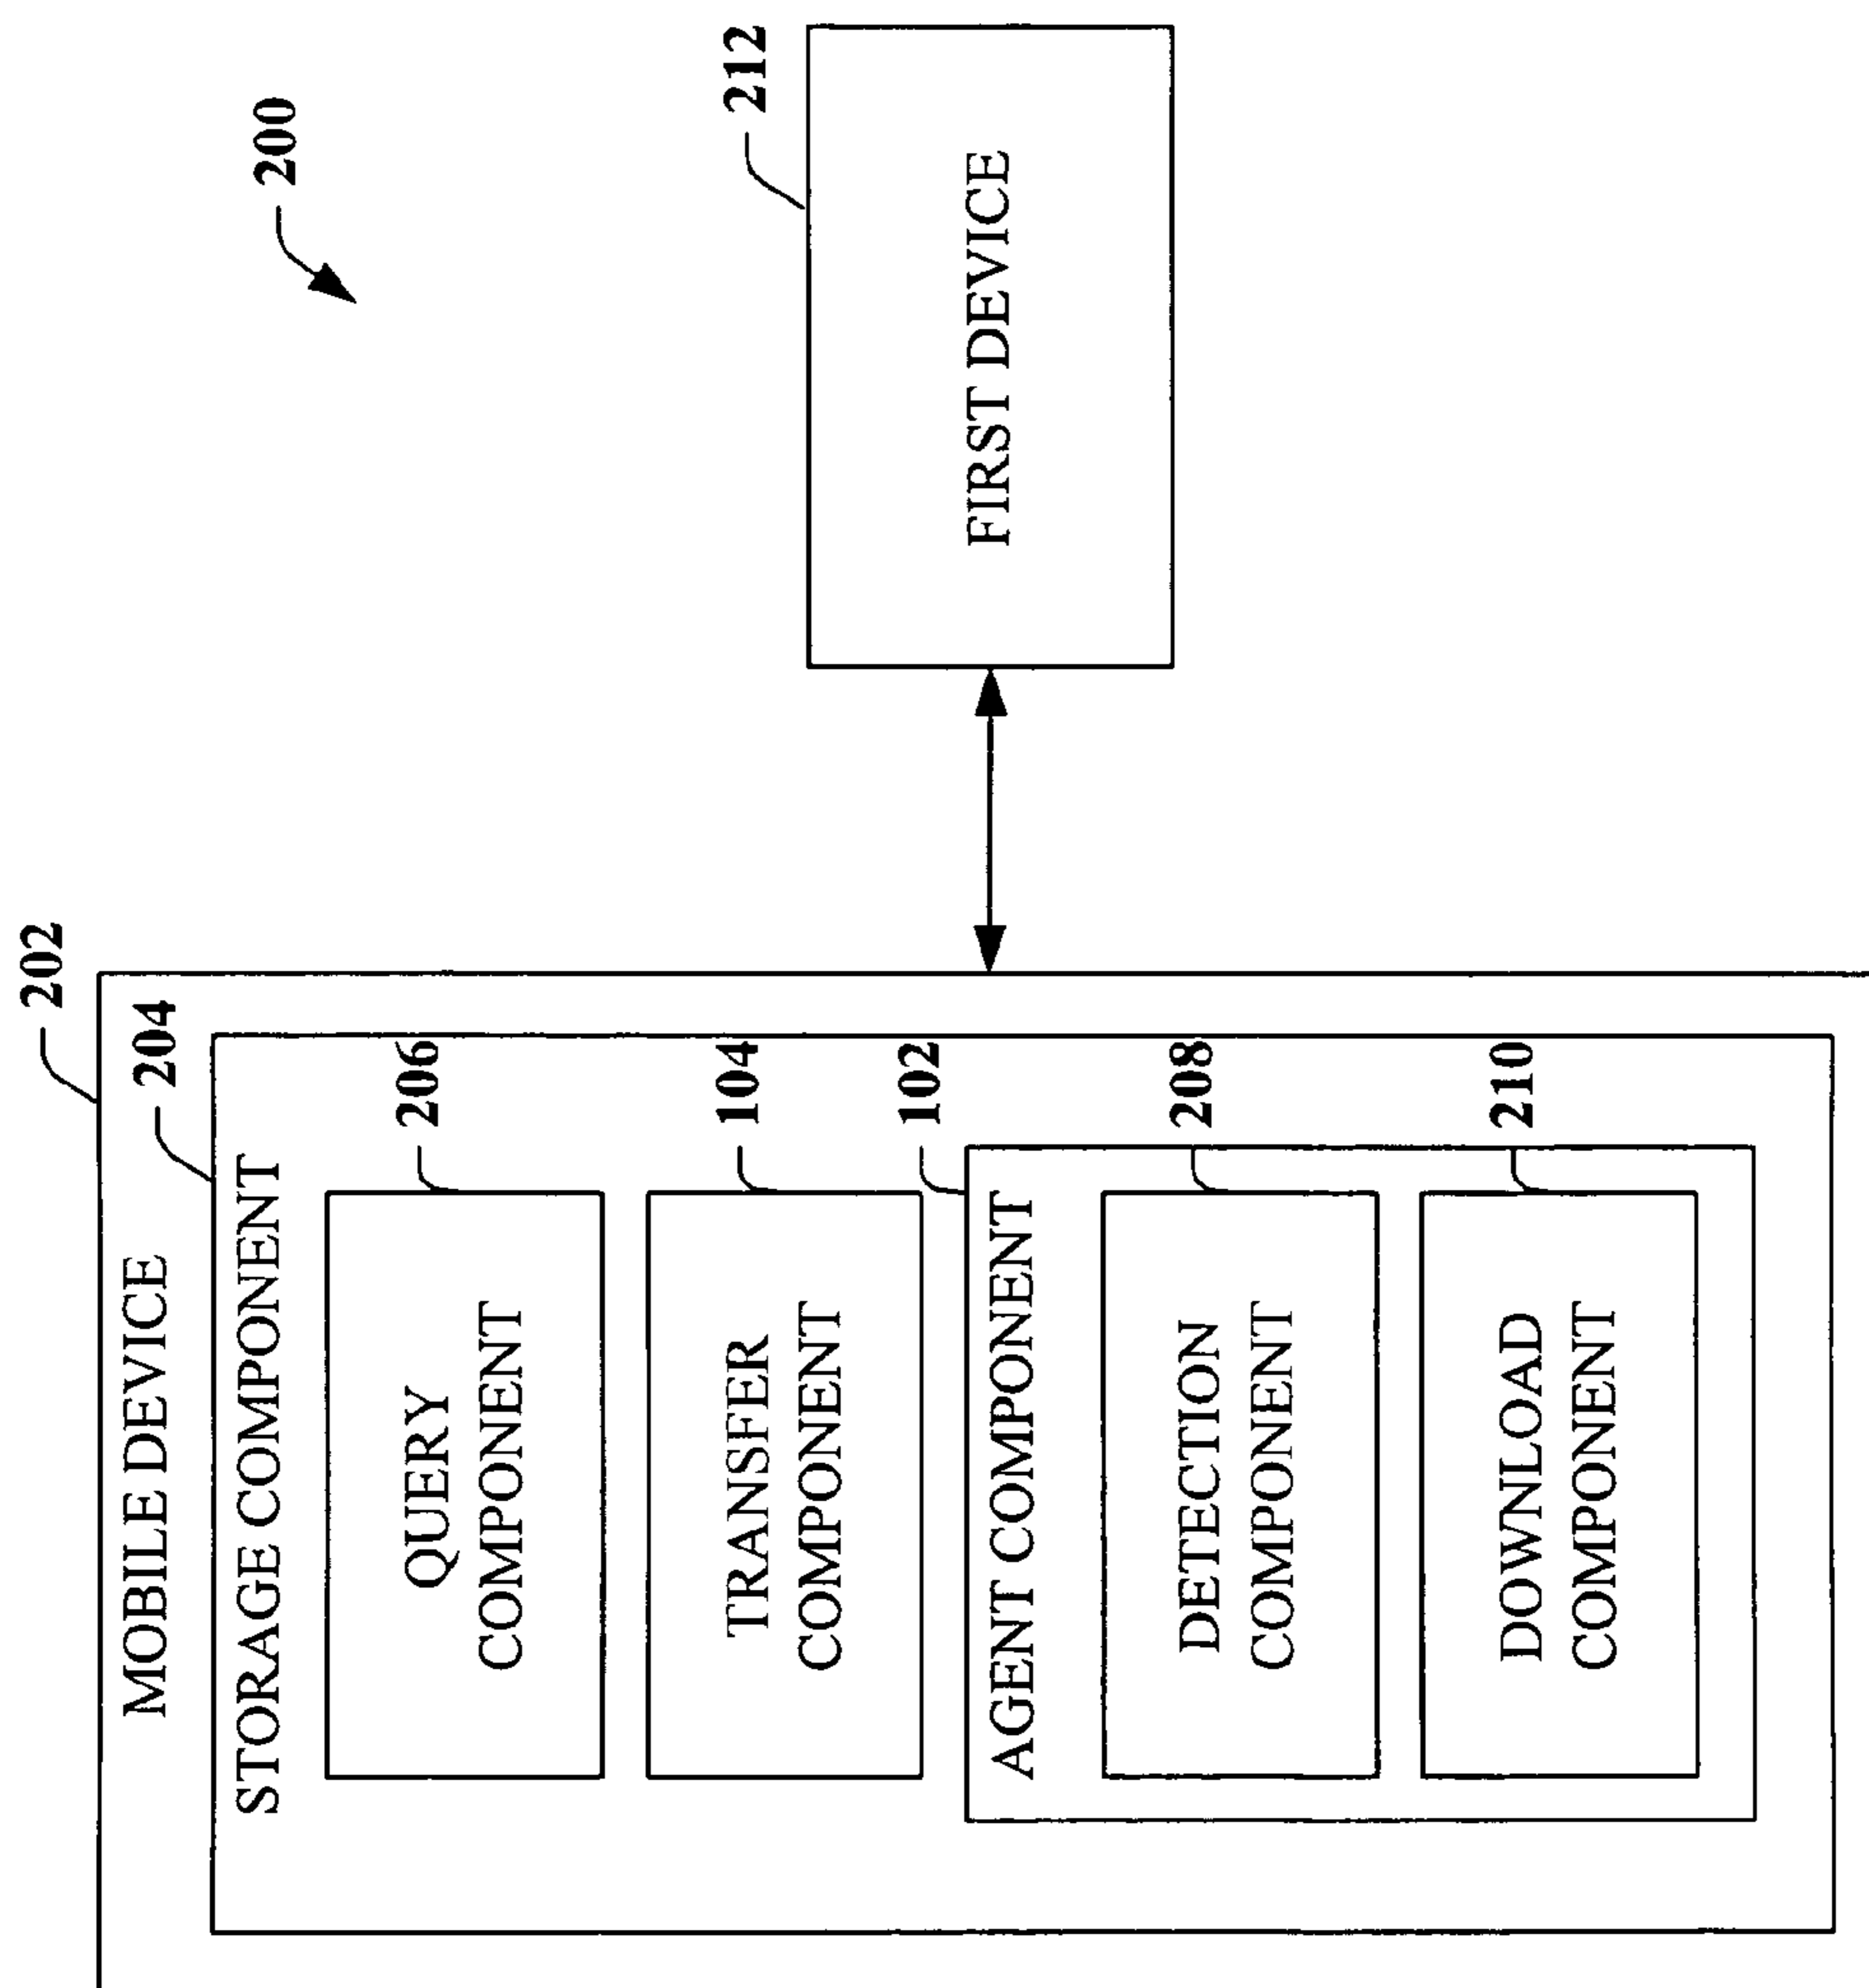 200
202
MOBILE DEVICE
204
STORAGE COMPONENT
206
QUERY
COMPONENT
104
TRANSFER
COMPONENT
102
AGENT COMPONENT
208
DETECTION
COMPONENT
210
DOWNLOAD
COMPONENT
212
FIRST DEVICE